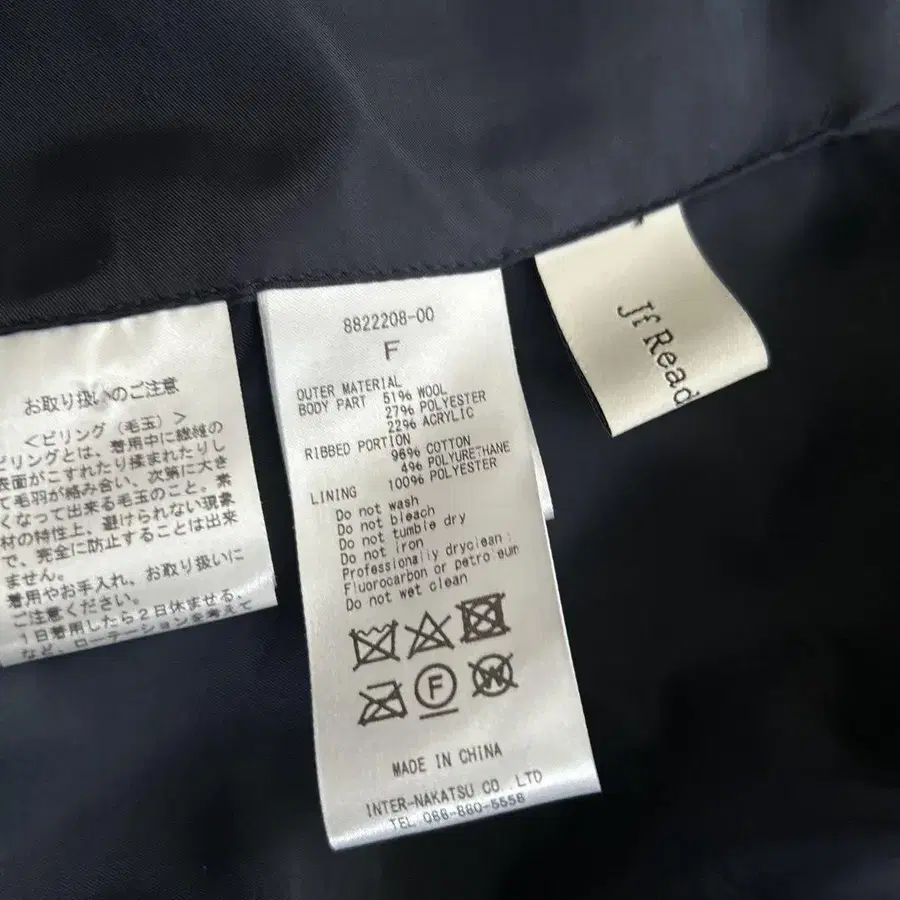 お取り扱いのご注意
<ピリング（毛玉）>
ピリングとは、着用中に繊維の
表面がこすれたり揉まれたりし
て毛羽が絡み合い、次第に大き
くなって出来る毛玉のこと、素
材の特性上、避けられない現象
で、完全に防止することは出来
ません。
着用やお手入れ、お取り扱いに
ご注意ください。
1日着用したら2日休ませる、
など、ローテーションを考えて
8822208-00
F
OUTER MATERIAL
BODY PART 51% WOOL
27% POLYESTER
22% ACRYLIC
RIBBED PORTION
96% COTTON
4% POLYURETHANE
LINING 100% POLYESTER
Do not wash
Do not bleach
Do not tumble dry
Do not iron
Professionally dryclean:
Fluorocarbon or petroleum
Do not wet clean
F
W
MADE IN CHINA
INTER-NAKATSU CO.,LTD
TEL 088-880-5558
Jf Read